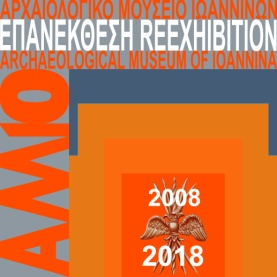 ΑΡΧΑΙΟΛΟΓΙΚΟ ΜΟΥΣΕΙΟ ΙΩΑΝΝΙΝΩΝ
ΕΠΑΝΕΚΘΕΣΗ REEXHIBITION
ARCHAEOLOGICAL MUSEUM OF IOANNINA
ΑΜΙΩ
2008
2018